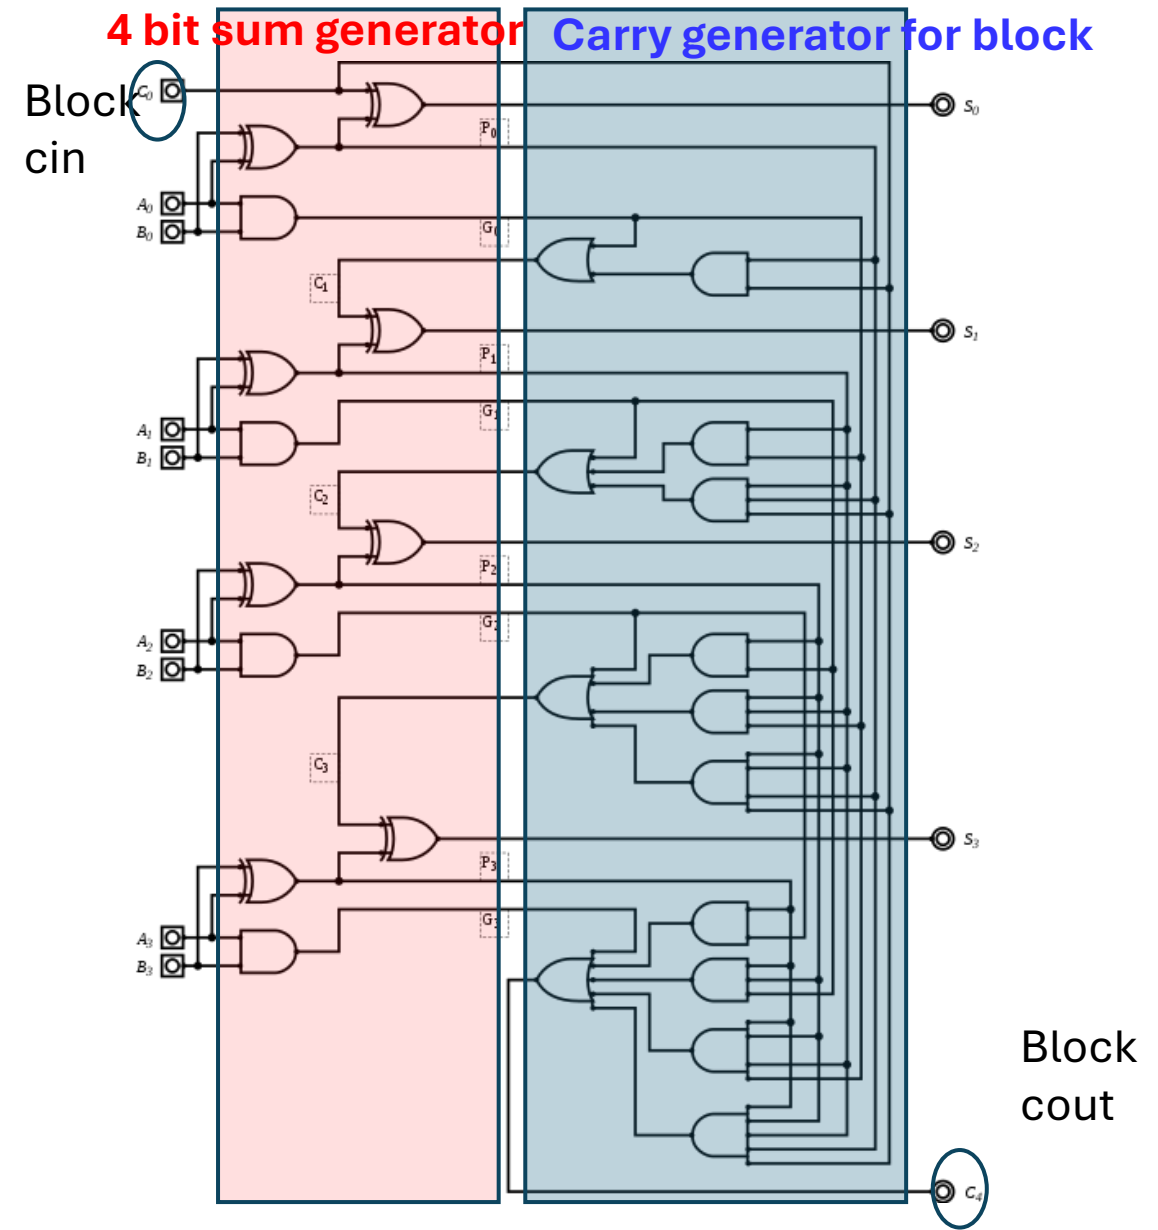 4 bit sum generator
Carry generator for block
Block
cin
C₀
S₀
P₀
A₀
B₀
G₀
C₁
S₁
P₁
G₁
A₁
B₁
C₂
S₂
P₂
G₂
A₂
B₂
C₃
S₃
P₃
G₃
A₃
B₃
Block
cout
C₄